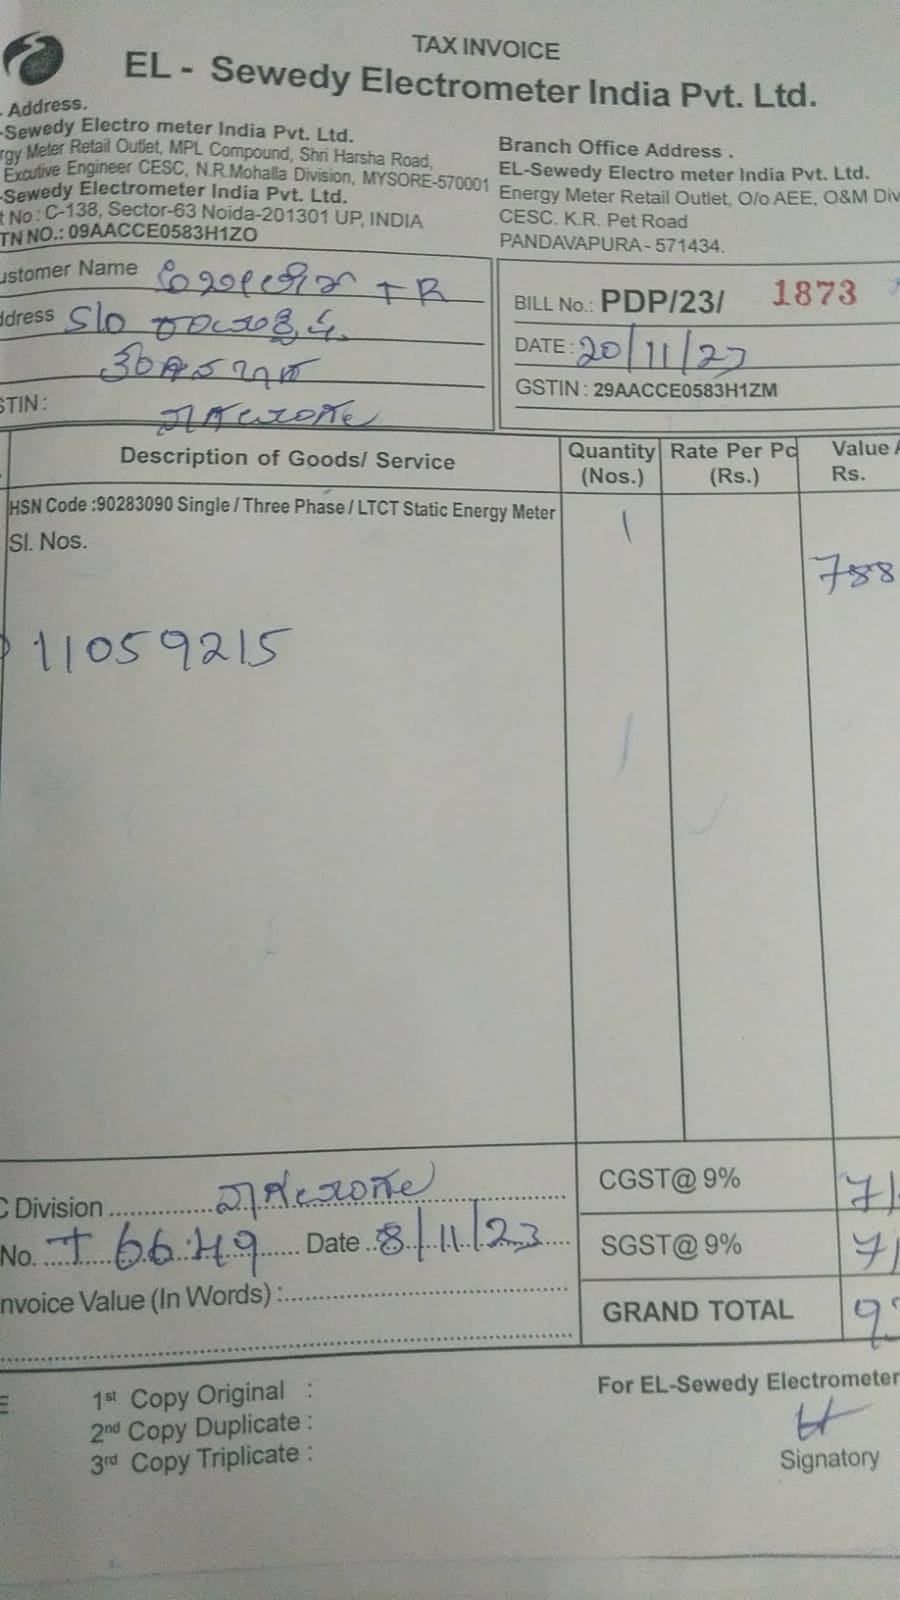 TAX INVOICE
EL - Sewedy Electrometer India Pvt. Ltd.
Address.
-Sewedy Electro meter India Pvt. Ltd.
rgy Meter Retail Outlet, MPL Compound, Shri Harsha Road,
Excutive Engineer CESC, N.R.Mohalla Division, MYSORE-570001
-Sewedy Electrometer India Pvt. Ltd.
t No : C-138, Sector-63 Noida-201301 UP, INDIA
TN NO.: 09AACCE0583H1ZO
Branch Office Address .
EL-Sewedy Electro meter India Pvt. Ltd.
Energy Meter Retail Outlet, O/o AEE, O&M Div
CESC. K.R. Pet Road
PANDAVAPURA - 571434.
ustomer Name TR
ddress S/o
STIN:
BILL No.: PDP/23/ 1873
DATE : 20/11/23
GSTIN : 29AACCE0583H1ZM
Description of Goods/ Service
Quantity (Nos.)
Rate Per Pc (Rs.)
Value Rs.
HSN Code :90283090 Single / Three Phase / LTCT Static Energy Meter
1
Sl. Nos.
788
11059215
C Division
No. T 6649 Date 8/11/23
nvoice Value (In Words) :
CGST@ 9% 71
SGST@ 9% 71
GRAND TOTAL
1st Copy Original :
2nd Copy Duplicate :
3rd Copy Triplicate :
For EL-Sewedy Electrometer
Signatory